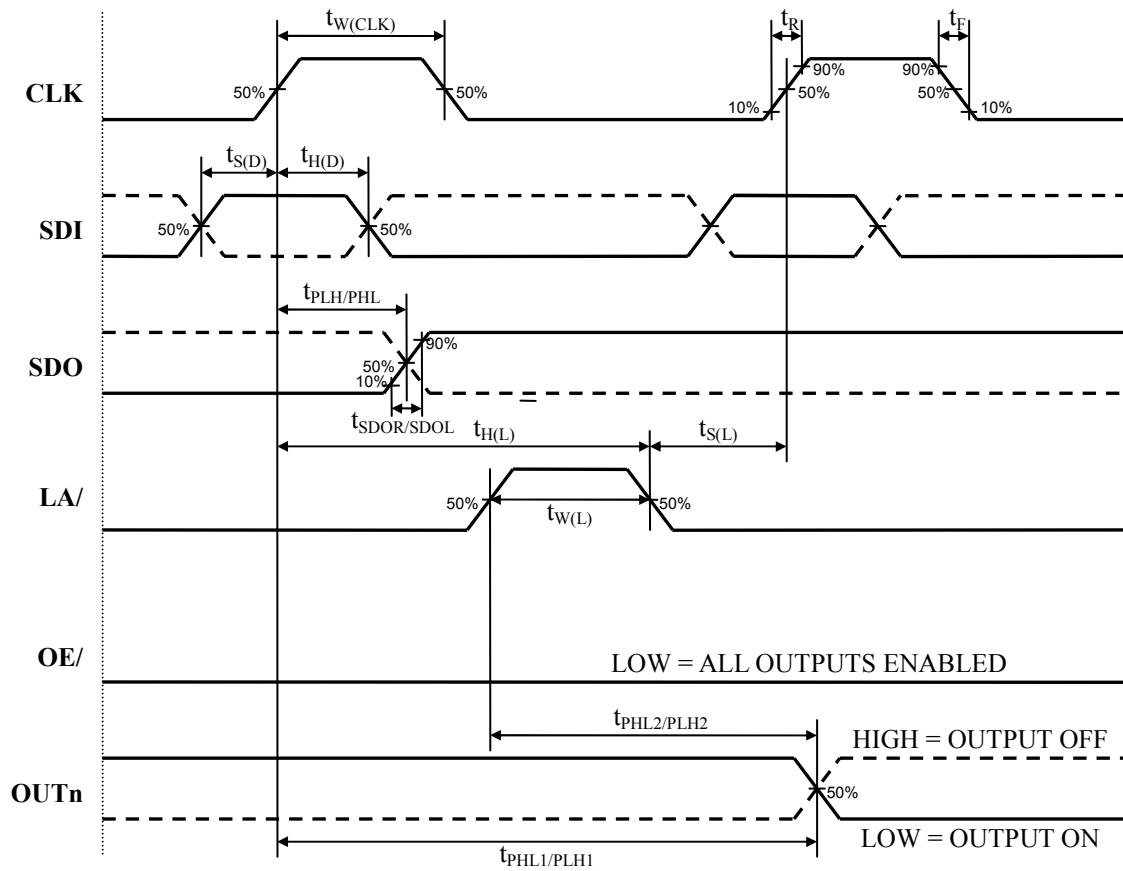 tW(CLK) tR tF
CLK 50% 50% 10% 90% 50% 90% 50% 10%
tS(D) tH(D)
SDI 50% 50%
tPLH/PHL
SDO 50% 10% 90%
tSDOR/SDOL tH(L) tS(L)
LA/ 50% 50%
tW(L)
OE/
LOW = ALL OUTPUTS ENABLED
tPHL2/PLH2
HIGH = OUTPUT OFF
OUTn 50%
LOW = OUTPUT ON
tPHL1/PLH1